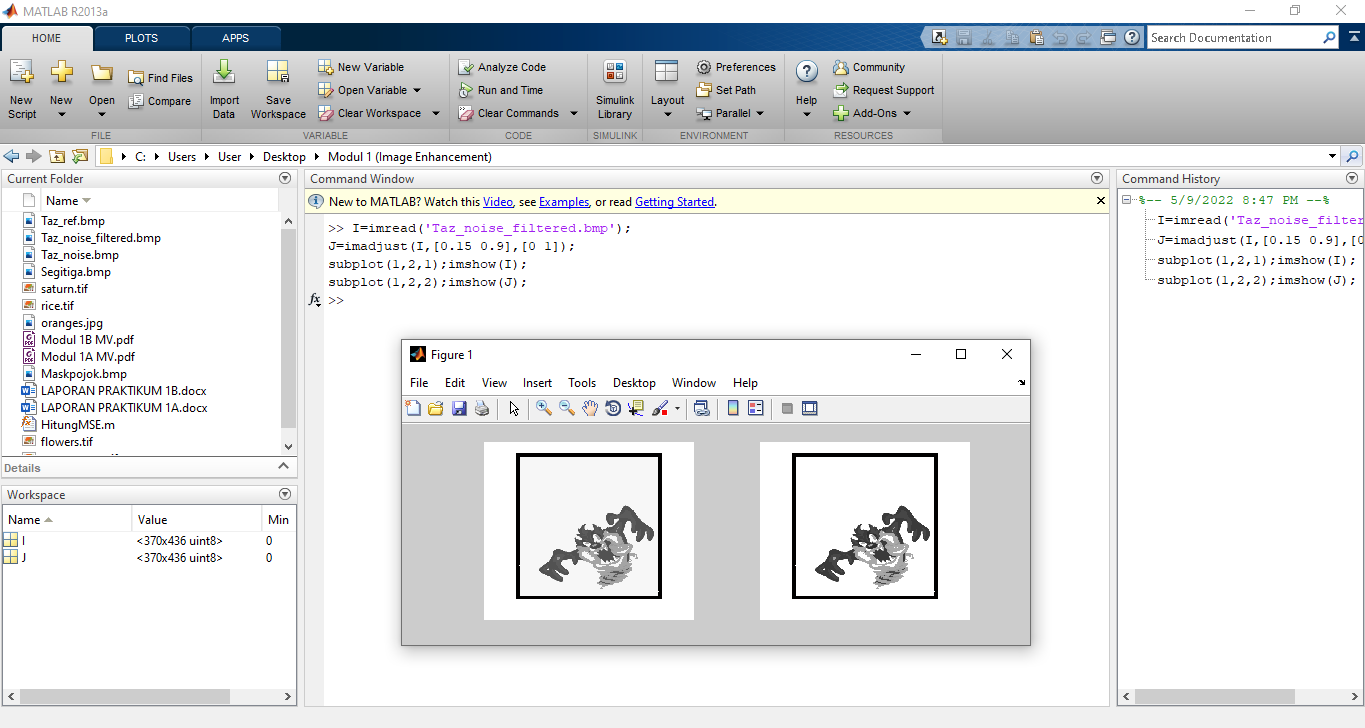 MATLAB R2013a
HOME PLOTS APPS
Search Documentation
New Script
New
Open
Find Files
Compare
Import Data
Save Workspace
New Variable
Open Variable
Clear Workspace
Analyze Code
Run and Time
Clear Commands
Simulink Library
Layout
Preferences
Set Path
Parallel
Help
Community
Request Support
Add-Ons
FILE VARIABLE CODE SIMULINK ENVIRONMENT RESOURCES
C: Users User Desktop Modul 1 (Image Enhancement)
Current Folder
Name
Taz_ref.bmp
Taz_noise_filtered.bmp
Taz_noise.bmp
Segitiga.bmp
saturn.tif
rice.tif
oranges.jpg
Modul 1B MV.pdf
Modul 1A MV.pdf
Maskpojok.bmp
LAPORAN PRAKTIKUM 1B.docx
LAPORAN PRAKTIKUM 1A.docx
HitungMSE.m
flowers.tif
Details
Workspace
Name Value Min
I <370x436 uint8> 0
J <370x436 uint8> 0
Command Window
New to MATLAB? Watch this Video, see Examples, or read Getting Started.
>> I=imread('Taz_noise_filtered.bmp');
J=imadjust(I,[0.15 0.9],[0 1]);
subplot(1,2,1);imshow(I);
subplot(1,2,2);imshow(J);
fx >>
Figure 1
File Edit View Insert Tools Desktop Window Help
Command History
%-- 5/9/2022 8:47 PM --%
I=imread('Taz_noise_filter
J=imadjust(I,[0.15 0.9],[0
subplot(1,2,1);imshow(I);
subplot(1,2,2);imshow(J);